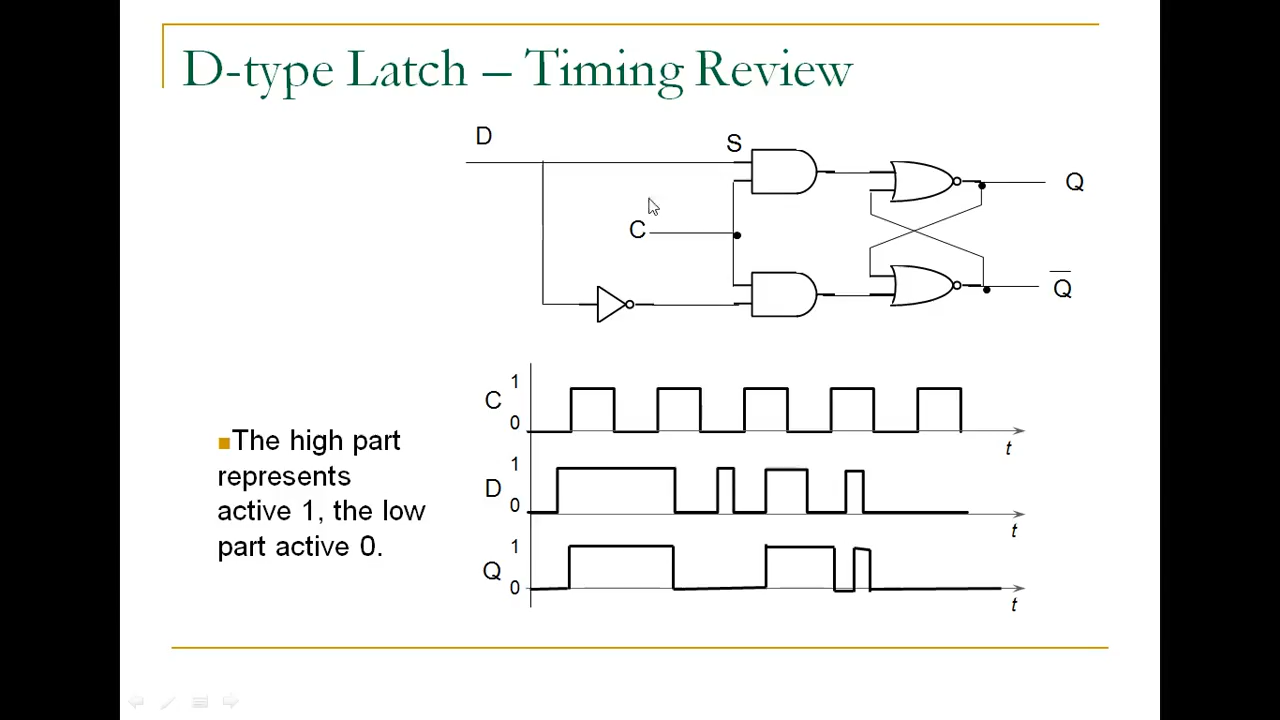 D-type Latch – Timing Review
D
S
Q
C
Q
C 1
0
t
D 1
0
t
Q 1
0
t
■The high part
represents
active 1, the low
part active 0.